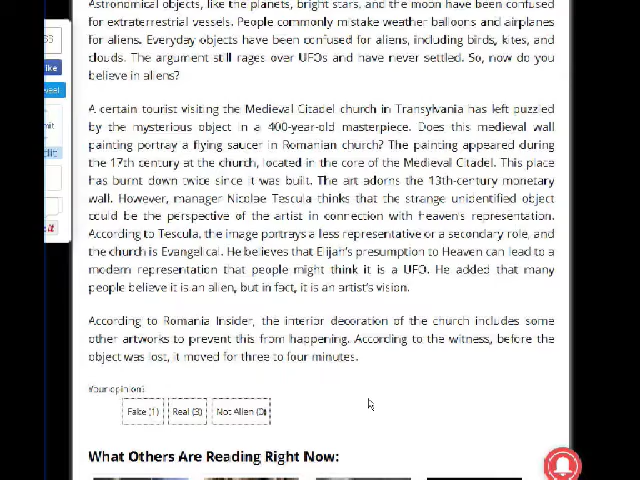 Astronomical objects, like the planets, bright stars, and the moon have been confused
for extraterrestrial vessels. People commonly mistake weather balloons and airplanes
for aliens. Everyday objects have been confused for aliens, including birds, kites, and
clouds. The argument still rages over UFOs and have never settled. So, now do you
believe in aliens?
A certain tourist visiting the Medieval Citadel church in Transylvania has left puzzled
by the mysterious object in a 400-year-old masterpiece. Does this medieval wall
painting portray a flying saucer in Romanian church? The painting appeared during
the 17th century at the church, located in the core of the Medieval Citadel. This place
has burnt down twice since it was built. The art adorns the 13th-century monetary
wall. However, manager Nicolae Tescula thinks that the strange unidentified object
could be the perspective of the artist in connection with heaven's representation.
According to Tescula, the image portrays a less representative or a secondary role, and
the church is Evangelical. He believes that Elijah's presumption to Heaven can lead to a
modern representation that people might think it is a UFO. He added that many
people believe it is an alien, but in fact, it is an artist's vision.
According to Romania Insider, the interior decoration of the church includes some
other artworks to prevent this from happening. According to the witness, before the
object was lost, it moved for three to four minutes.
Your opinion?
Fake (1) Real (3) Not Alien (0)
What Others Are Reading Right Now: